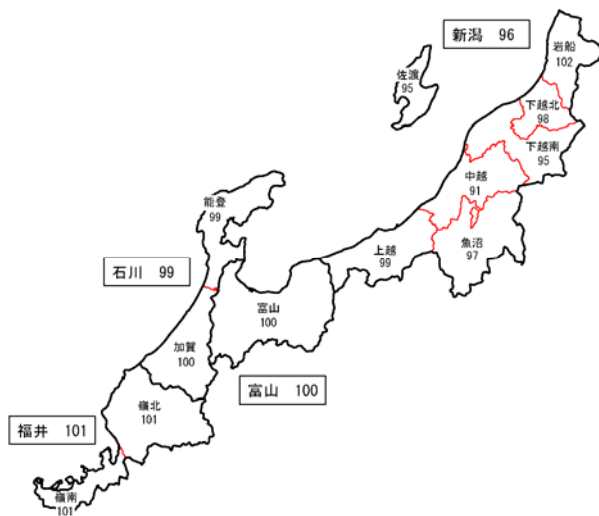 新潟 96
岩船
102
佐渡
95
下越北
98
下越南
95
中越
91
能登
99
上越
99
魚沼
97
石川 99
富山
100
加賀
100
富山 100
嶺北
101
福井 101
嶺南
101